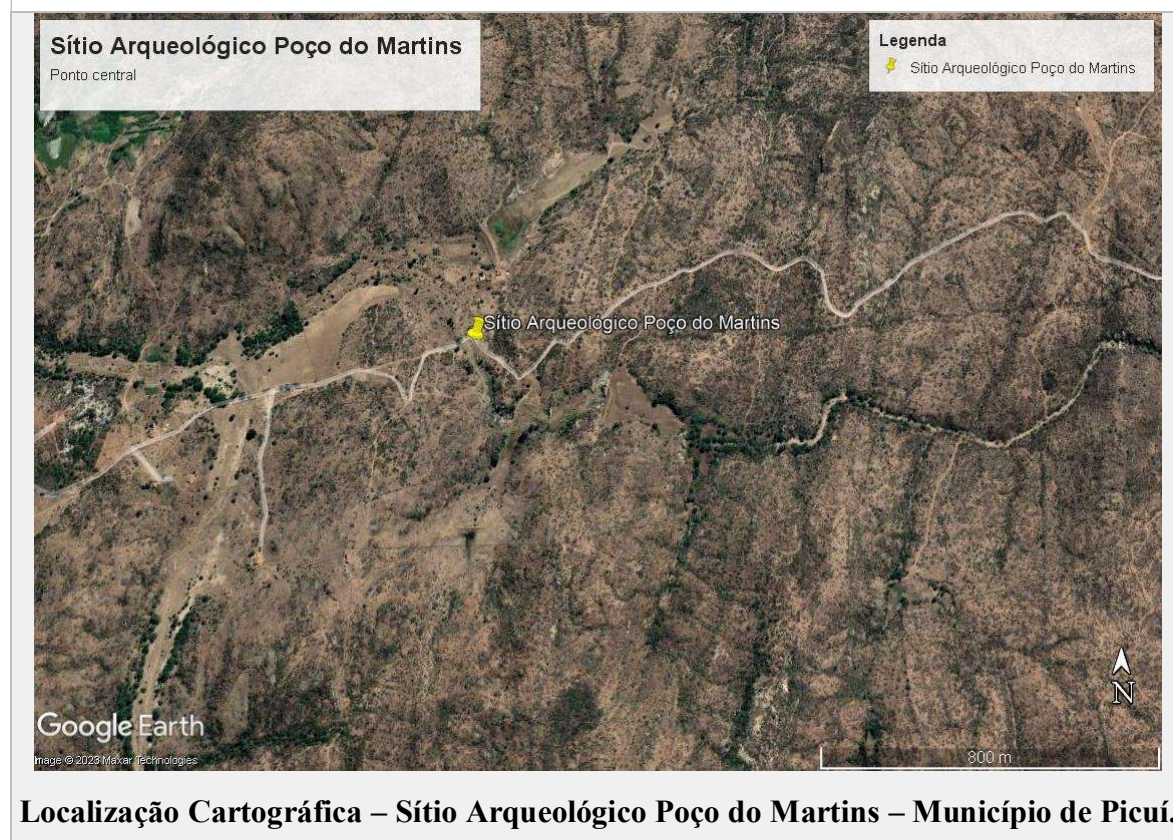 Sítio Arqueológico Poço do Martins
Ponto central
Legenda
Sítio Arqueológico Poço do Martins
Sítio Arqueológico Poço do Martins
N
Google Earth
Image © 2023 Maxar Technologies
800 m
Localização Cartográfica – Sítio Arqueológico Poço do Martins – Município de Picuí.